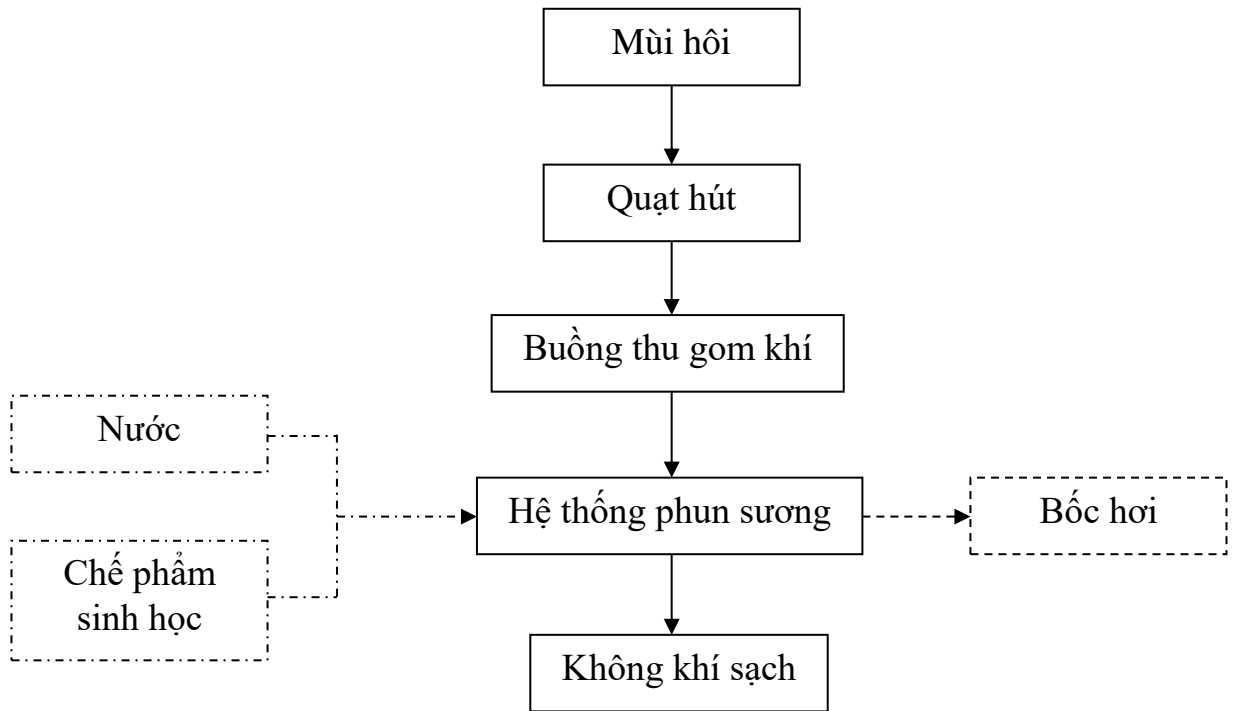 Mùi hôi
Quạt hút
Buồng thu gom khí
Nước
Hệ thống phun sương
Bốc hơi
Chế phẩm
sinh học
Không khí sạch